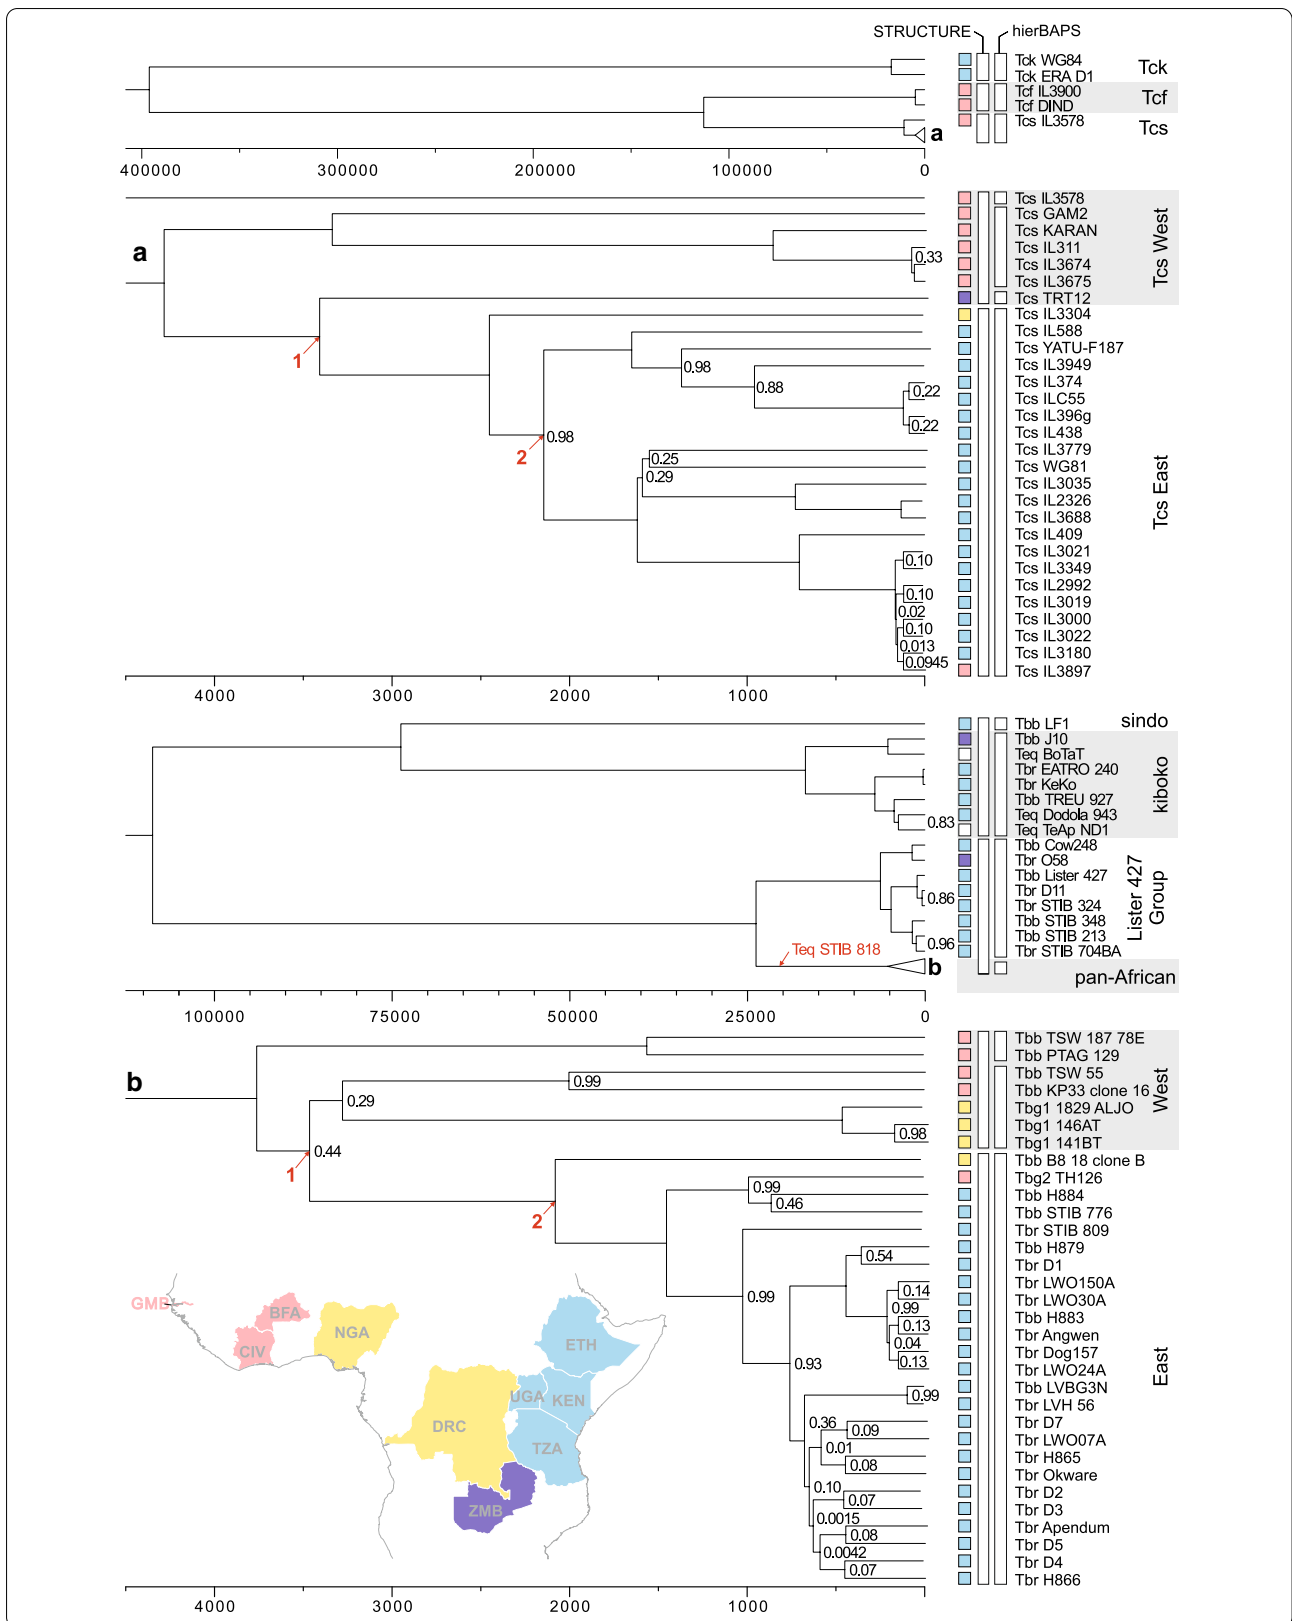 STRUCTURE hierBAPS
Tck WG84
Tck ERA D1
Tck
Tcf IL3900
Tcf DIND
Tcf
Tcs IL3578
Tcs
a
400000 300000 200000 100000 0
a
Tcs IL3578
Tcs GAM2
Tcs KARAN
Tcs IL311
0.33
Tcs IL3674
Tcs IL3675
Tcs TRT12
Tcs West
1
Tcs IL3304
Tcs IL588
Tcs YATU-F187
Tcs IL3949
0.98
Tcs IL374
0.88
0.22
Tcs ILC55
Tcs IL396g
0.22
Tcs IL438
0.98
2
Tcs IL3779
0.25
Tcs WG81
0.29
Tcs IL3035
Tcs IL2326
Tcs IL3688
Tcs IL409
Tcs IL3021
0.10
Tcs IL3349
Tcs IL2992
0.10
Tcs IL3019
0.02
Tcs IL3000
0.10
Tcs IL3022
0.013
Tcs IL3180
0.0945
Tcs IL3897
Tcs East
4000 3000 2000 1000
Tbb LF1
sindo
Tbb J10
Teq BoTaT
Tbr EATRO 240
Tbr KeKo
Tbb TREU 927
Teq Dodola 943
0.83
Teq TeAp ND1
kiboko
Tbb Cow248
Tbr O58
Tbb Lister 427
Tbr D11
0.86
Tbr STIB 324
Tbb STIB 348
Tbb STIB 213
0.96
Tbr STIB 704BA
Lister 427
Group
Teq STIB 818
b
pan-African
100000 75000 50000 25000 0
b
Tbb TSW 187 78E
Tbb PTAG 129
Tbb TSW 55
0.99
Tbb KP33 clone 16
0.29
Tbg1 1829 ALJO
Tbg1 146AT
0.98
Tbg1 141BT
West
0.44
1
Tbb B8 18 clone B
Tbg2 TH126
0.99
Tbb H884
0.46
Tbb STIB 776
2
Tbr STIB 809
Tbb H879
0.54
Tbr D1
Tbr LWO150A
0.14
Tbr LWO30A
0.99
0.99
Tbb H883
0.13
Tbr Angwen
0.04
Tbr Dog157
0.13
Tbr LWO24A
0.93
Tbb LVBG3N
0.99
Tbr LVH 56
Tbr D7
0.36
0.09
Tbr LWO07A
0.01
Tbr H865
0.08
Tbr Okware
0.10
Tbr D2
0.07
Tbr D3
0.0015
Tbr Apendum
0.08
Tbr D5
0.0042
Tbr D4
0.07
Tbr H866
East
GMB
BFA
CIV
NGA
ETH
UGA
KEN
DRC
TZA
ZMB
4000 3000 2000 1000